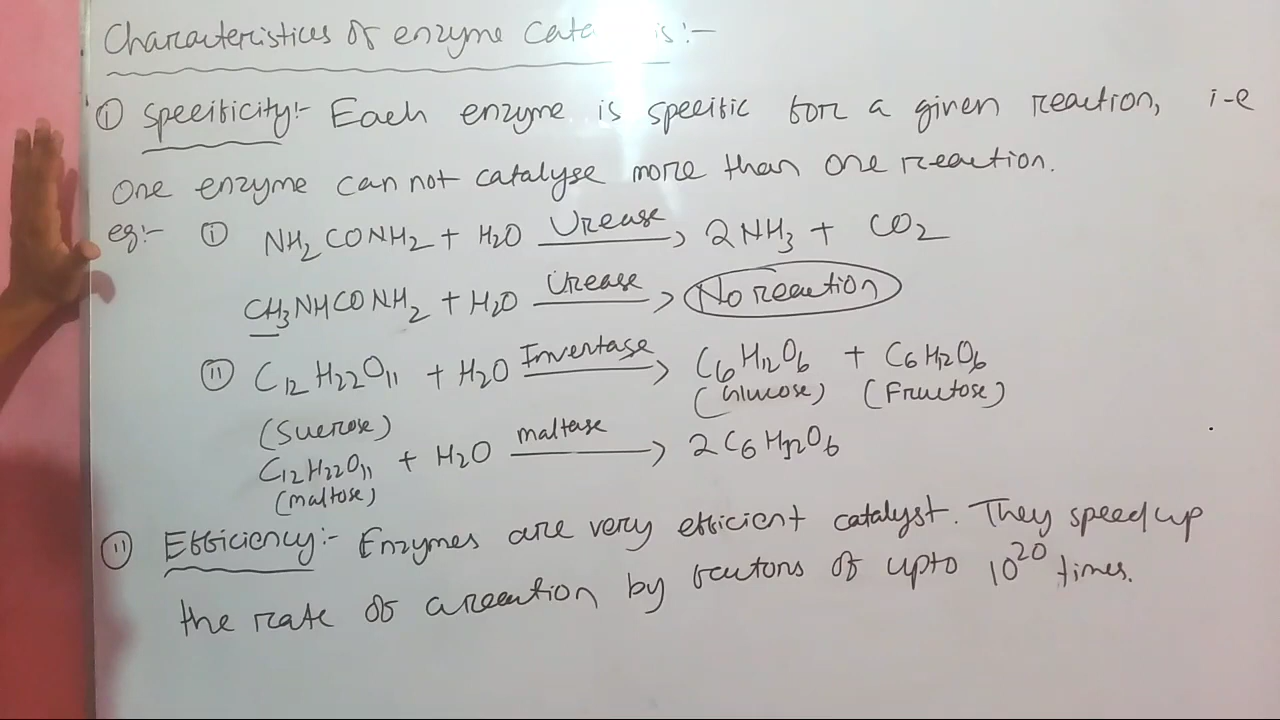 Characteristics of enzyme Cata is:-
① Specificity:- Each enzyme is specific for a given reaction, i-e
One enzyme can not catalyse more than one reaction.
eg:- ① NH₂CONH₂ + H₂O Urease → 2NH₃ + CO₂
CH₃NHCONH₂ + H₂O Urease → No reaction
⑪ C₁₂H₂₂O₁₁ + H₂O Invertase → C₆H₁₂O₆ + C₆H₁₂O₆
(Sucrose) (Glucose) (Fructose)
C₁₂H₂₂O₁₁ + H₂O maltase → 2C₆H₁₂O₆
(maltose)
⑪ Efficiency:- Enzymes are very efficient catalyst. They speed up
the rate of a reaction by factors of upto 10²⁰ times.